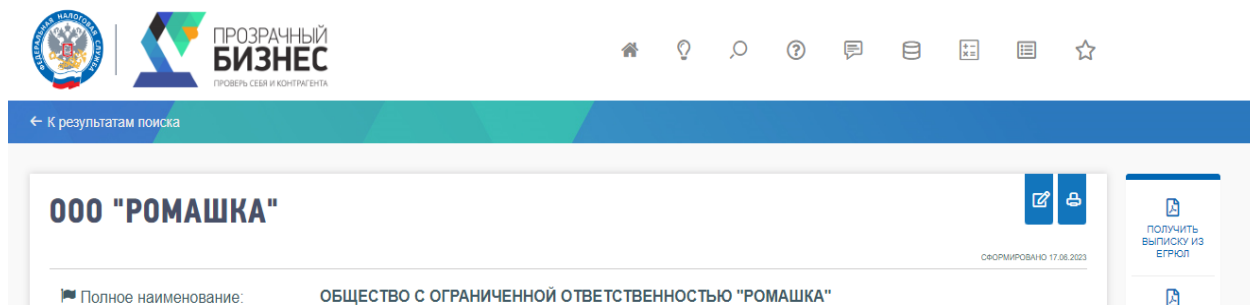 ФЕДЕРАЛЬНАЯ НАЛОГОВАЯ СЛУЖБА
ПРОЗРАЧНЫЙ
БИЗНЕС
ПРОВЕРЬ СЕБЯ И КОНТРАГЕНТА
← К результатам поиска
ООО "РОМАШКА"
СФОРМИРОВАНО 17.06.2023
ПОЛУЧИТЬ
ВЫПИСКУ ИЗ
ЕГРЮЛ
Полное наименование: ОБЩЕСТВО С ОГРАНИЧЕННОЙ ОТВЕТСТВЕННОСТЬЮ "РОМАШКА"